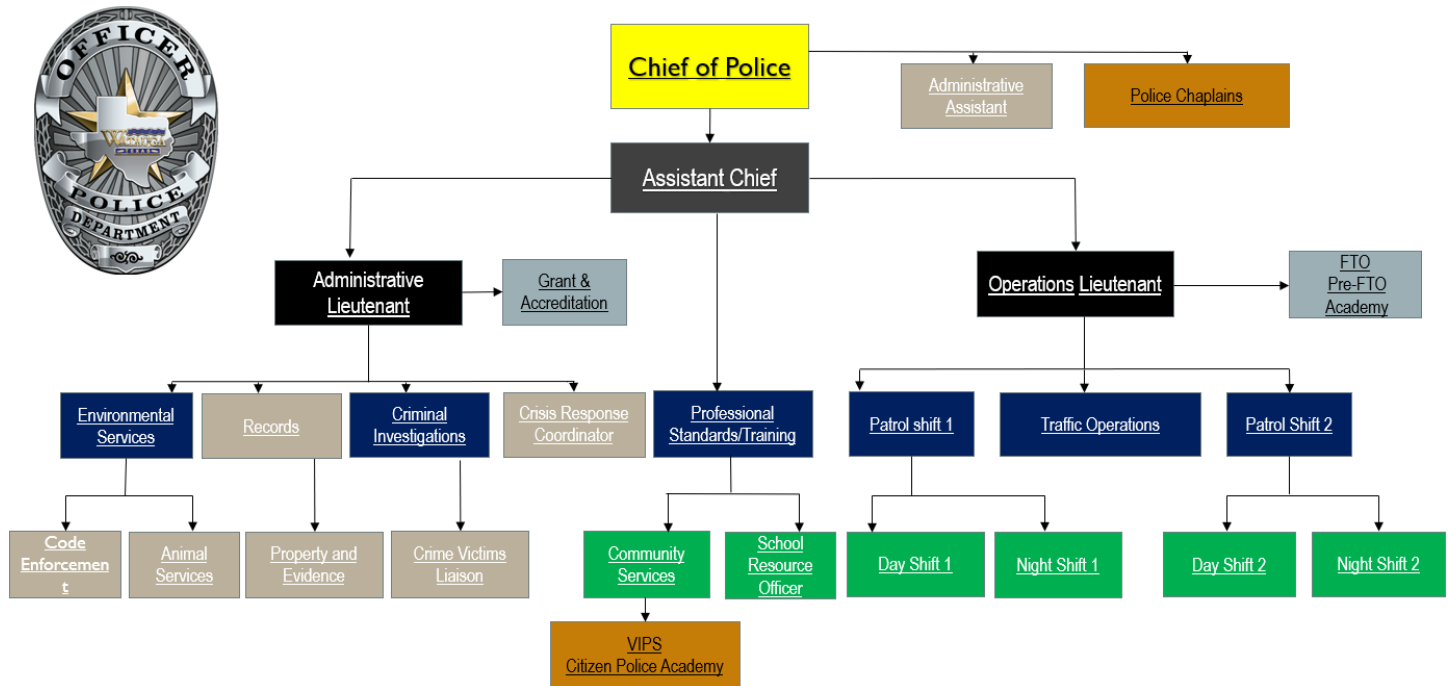 OFFICER
WATAUGA
POLICE
DEPARTMENT
Chief of Police
Administrative
Assistant
Police Chaplains
Assistant Chief
Administrative
Lieutenant
Grant &
Accreditation
Operations Lieutenant
FTO
Pre-FTO
Academy
Environmental
Services
Records
Criminal
Investigations
Crisis Response
Coordinator
Professional
Standards/Training
Patrol shift 1
Traffic Operations
Patrol Shift 2
Code
Enforcemen
t
Animal
Services
Property and
Evidence
Crime Victims
Liaison
Community
Services
School
Resource
Officer
Day Shift 1
Night Shift 1
Day Shift 2
Night Shift 2
VIPS
Citizen Police Academy